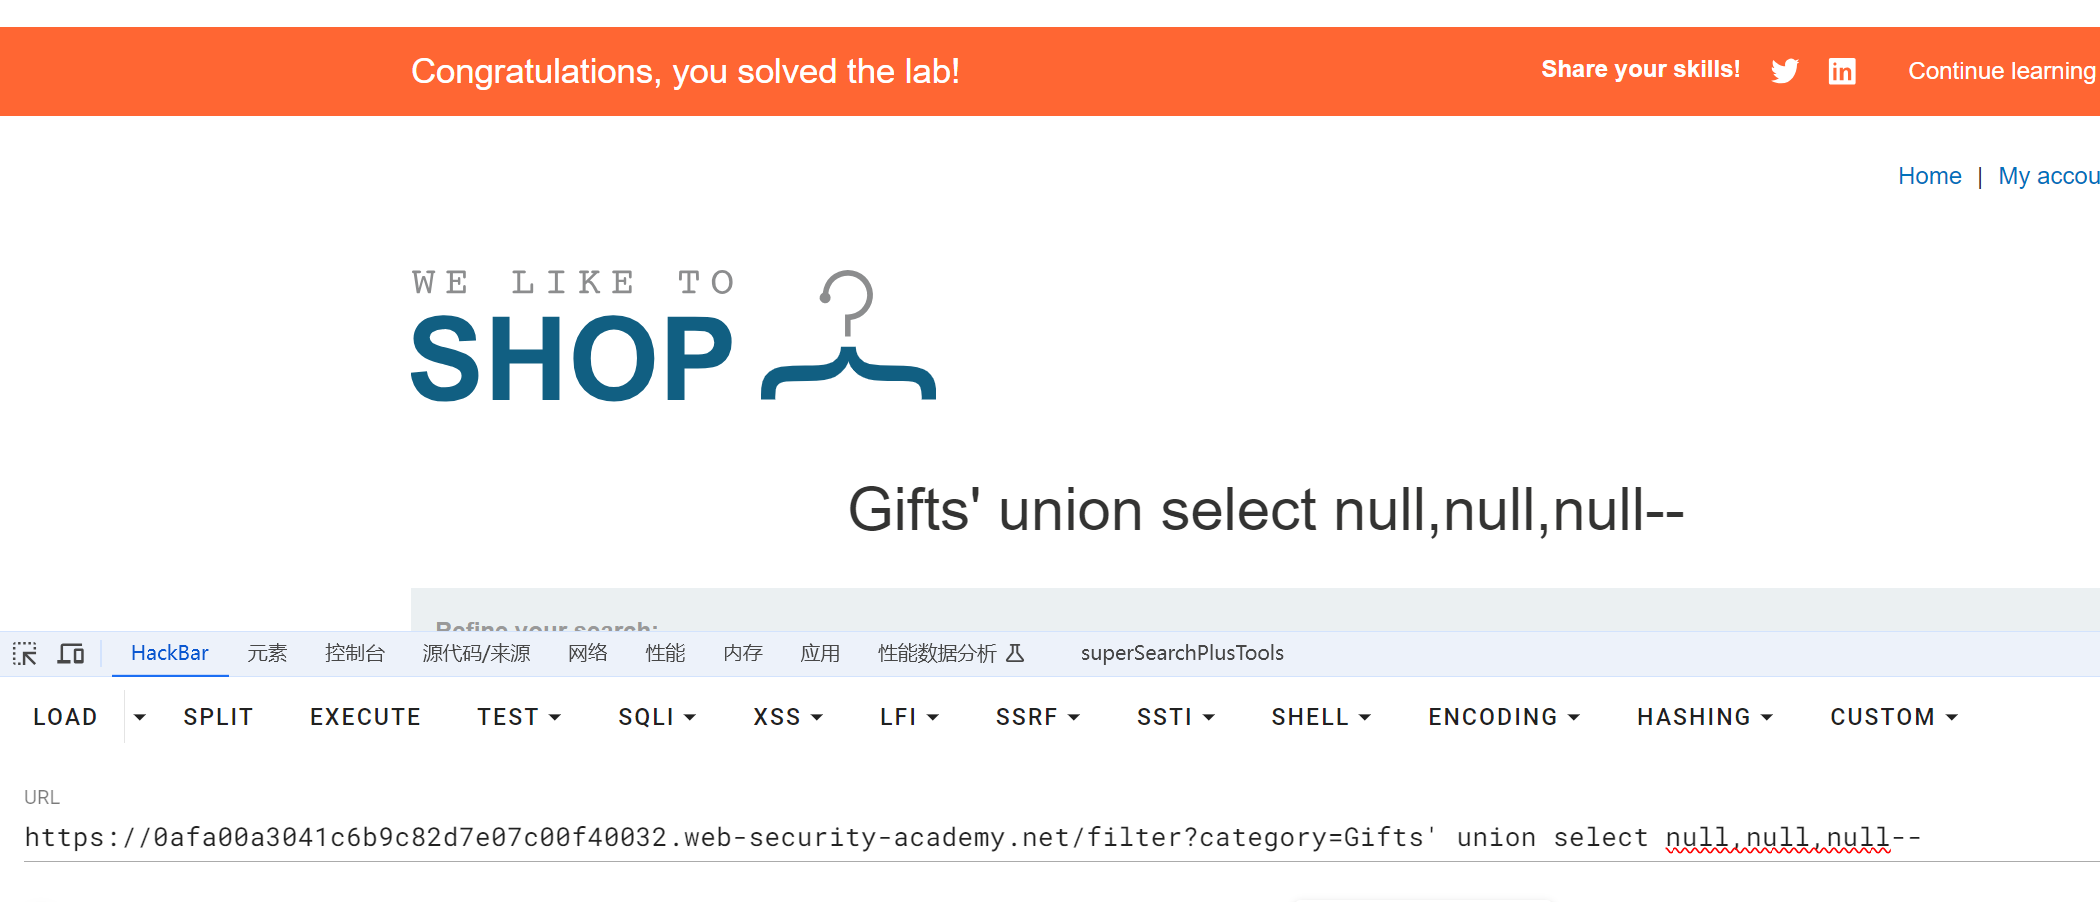 Congratulations, you solved the lab!
Share your skills!
Continue learning
Home | My accou
WE LIKE TO
SHOP
Gifts' union select null,null,null--
Refine your search:
HackBar 元素 控制台 源代码/来源 网络 性能 内存 应用 性能数据分析 superSearchPlusTools
LOAD SPLIT EXECUTE TEST SQLI XSS LFI SSRF SSTI SHELL ENCODING HASHING CUSTOM
URL
https://0afa00a3041c6b9c82d7e07c00f40032.web-security-academy.net/filter?category=Gifts' union select null,null,null--